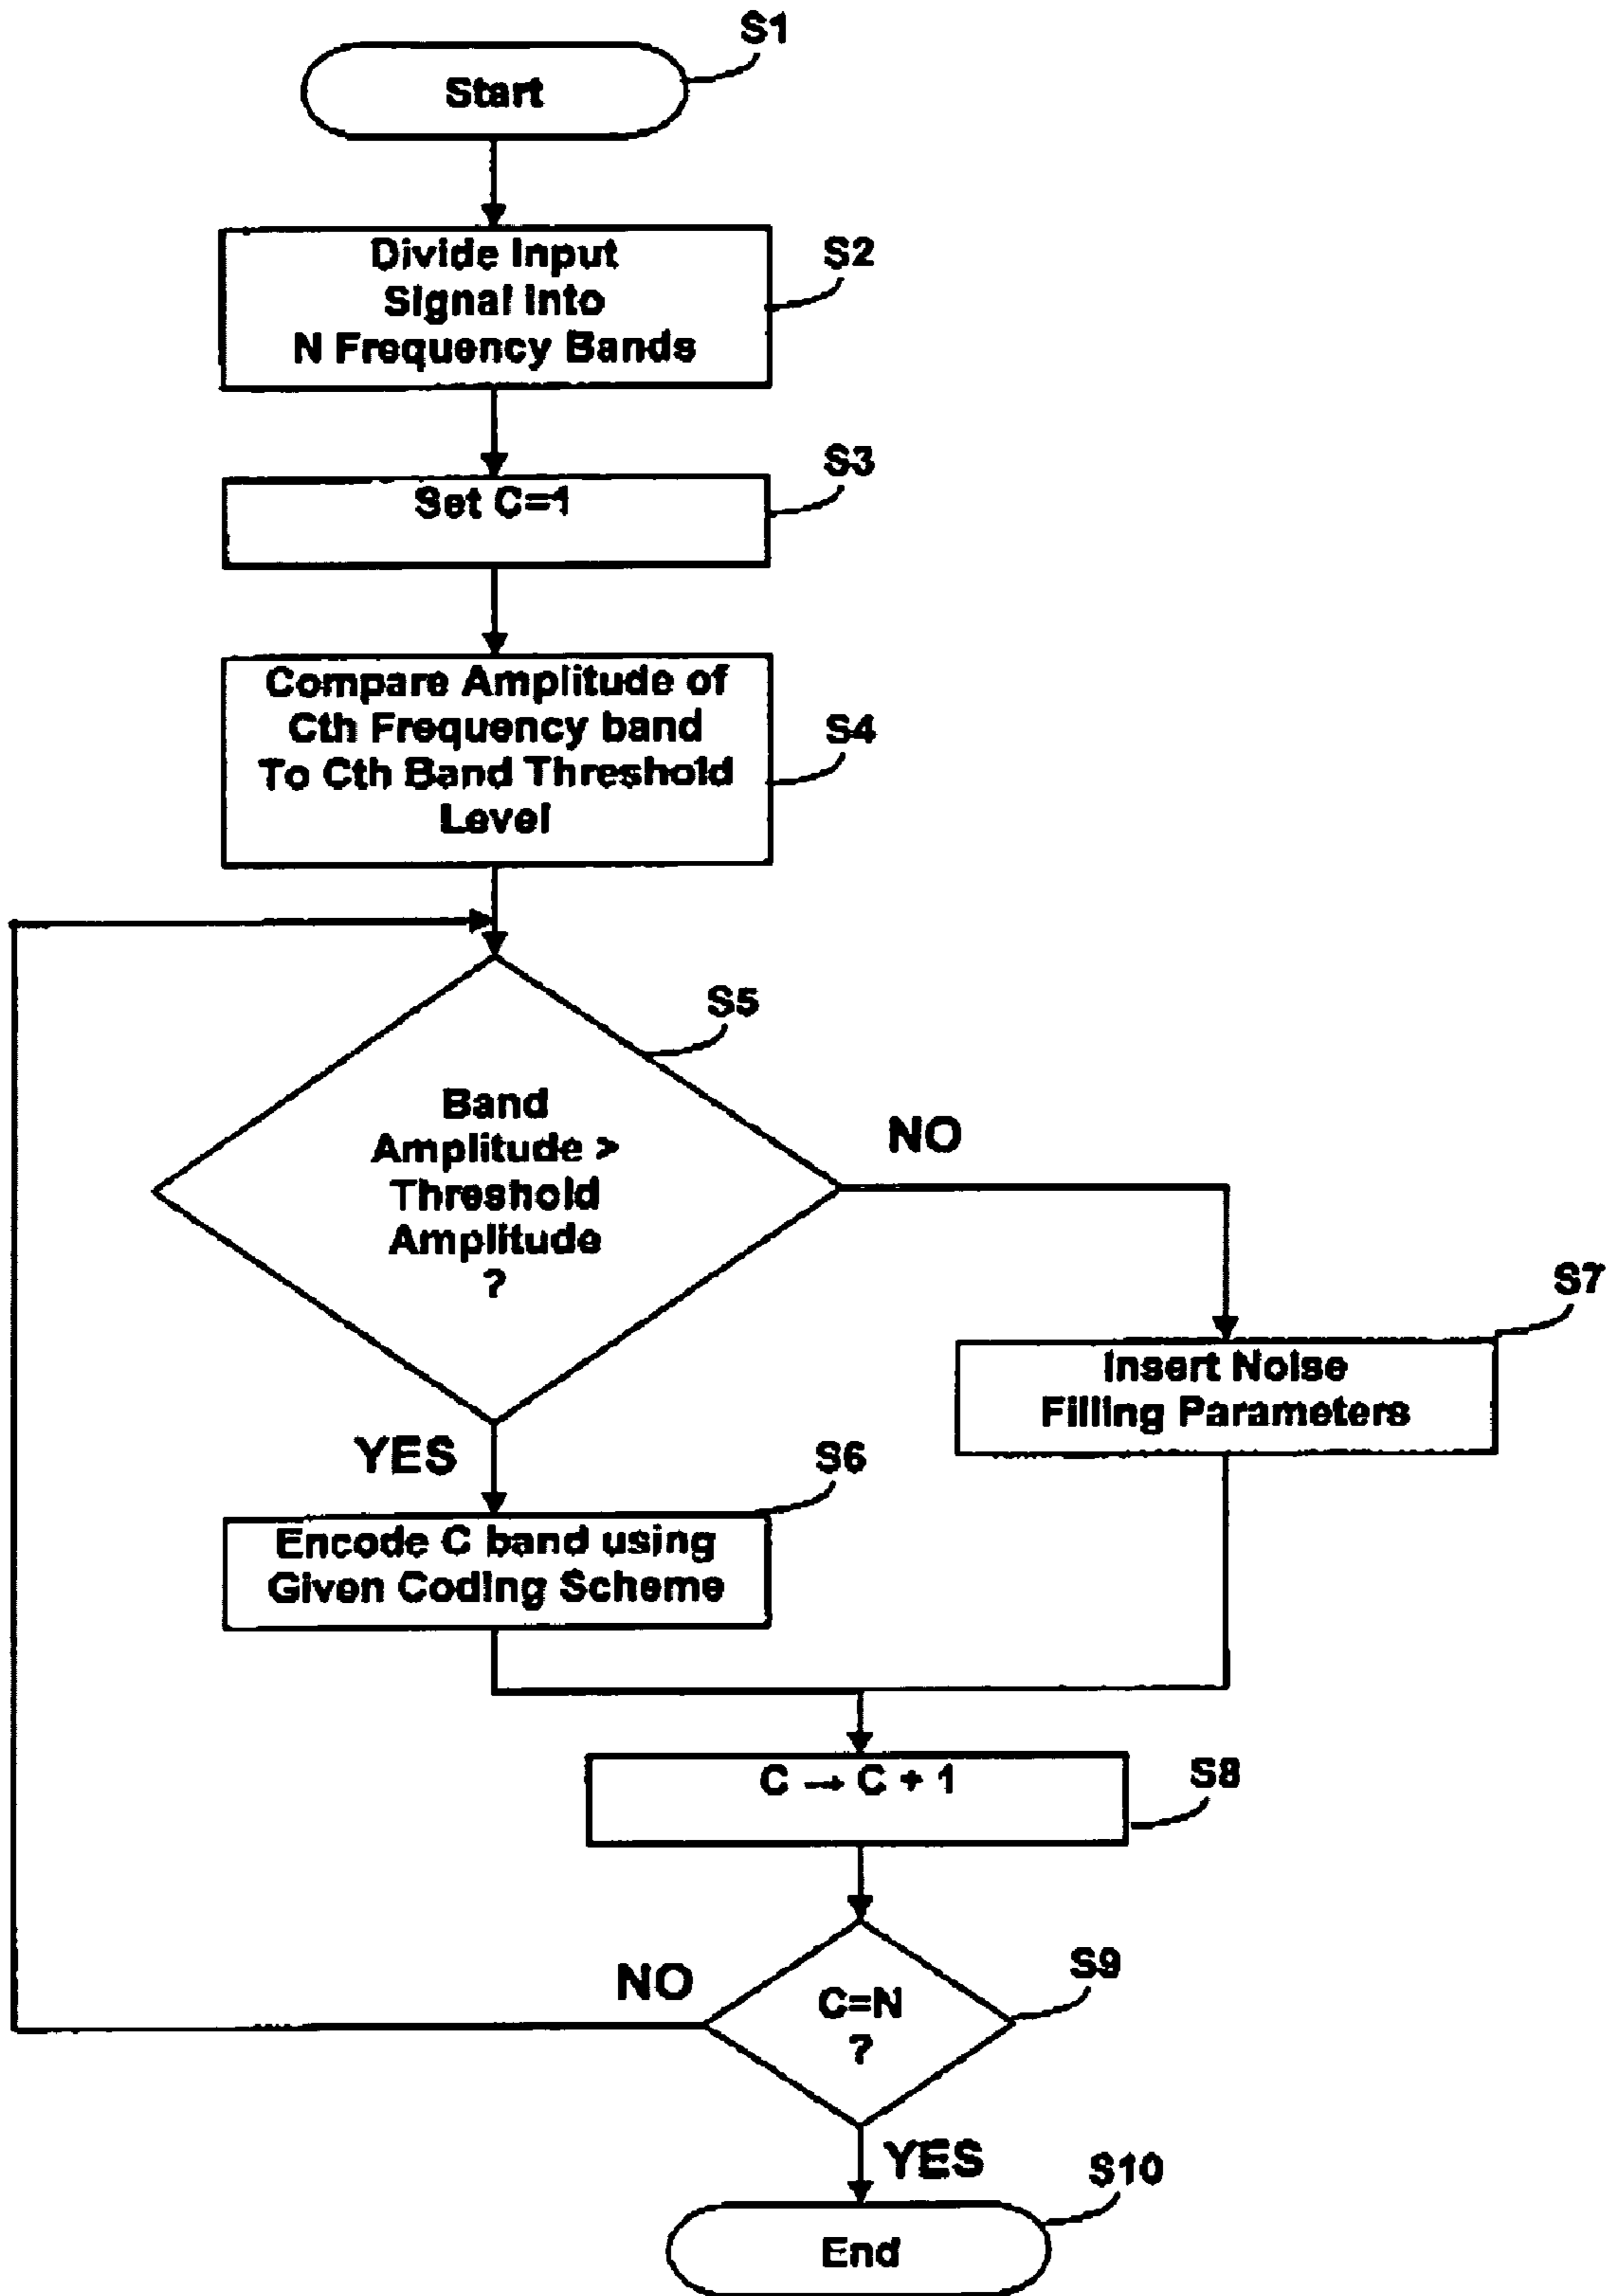 S1
Start
S2
Divide Input
Signal Into
N Frequency Bands
S3
Set C=1
S4
Compare Amplitude of
Cth Frequency band
To Cth Band Threshold
Level
S5
Band
Amplitude >
Threshold
Amplitude
?
NO
S7
Insert Noise
Filling Parameters
YES
S6
Encode C band using
Given Coding Scheme
C → C + 1
S8
NO
S9
C=N
?
YES
S10
End